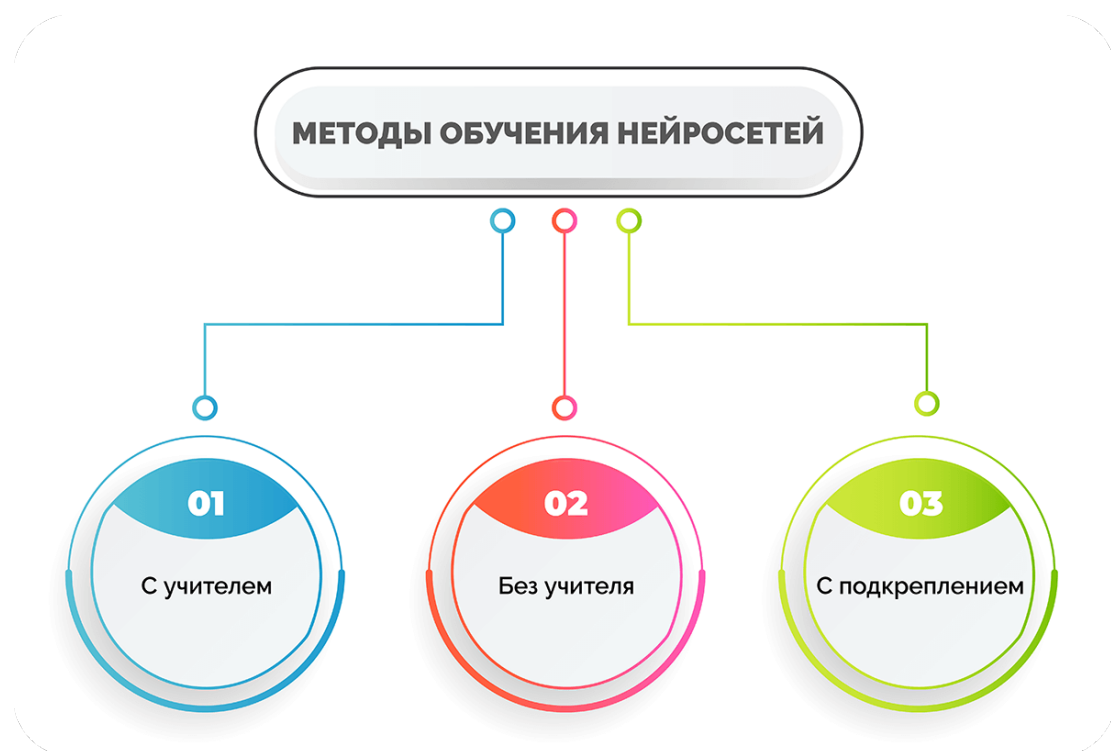 МЕТОДЫ ОБУЧЕНИЯ НЕЙРОСЕТЕЙ
01
С учителем
02
Без учителя
03
С подкреплением